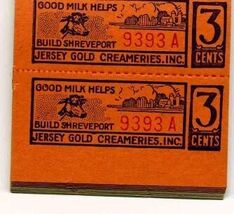 GOOD MILK HELPS
BUILD SHREVEPORT 9393 A
JERSEY GOLD CREAMERIES, INC.
3
CENTS
GOOD MILK HELPS
BUILD SHREVEPORT 9393 A
JERSEY GOLD CREAMERIES, INC.
3
CENTS